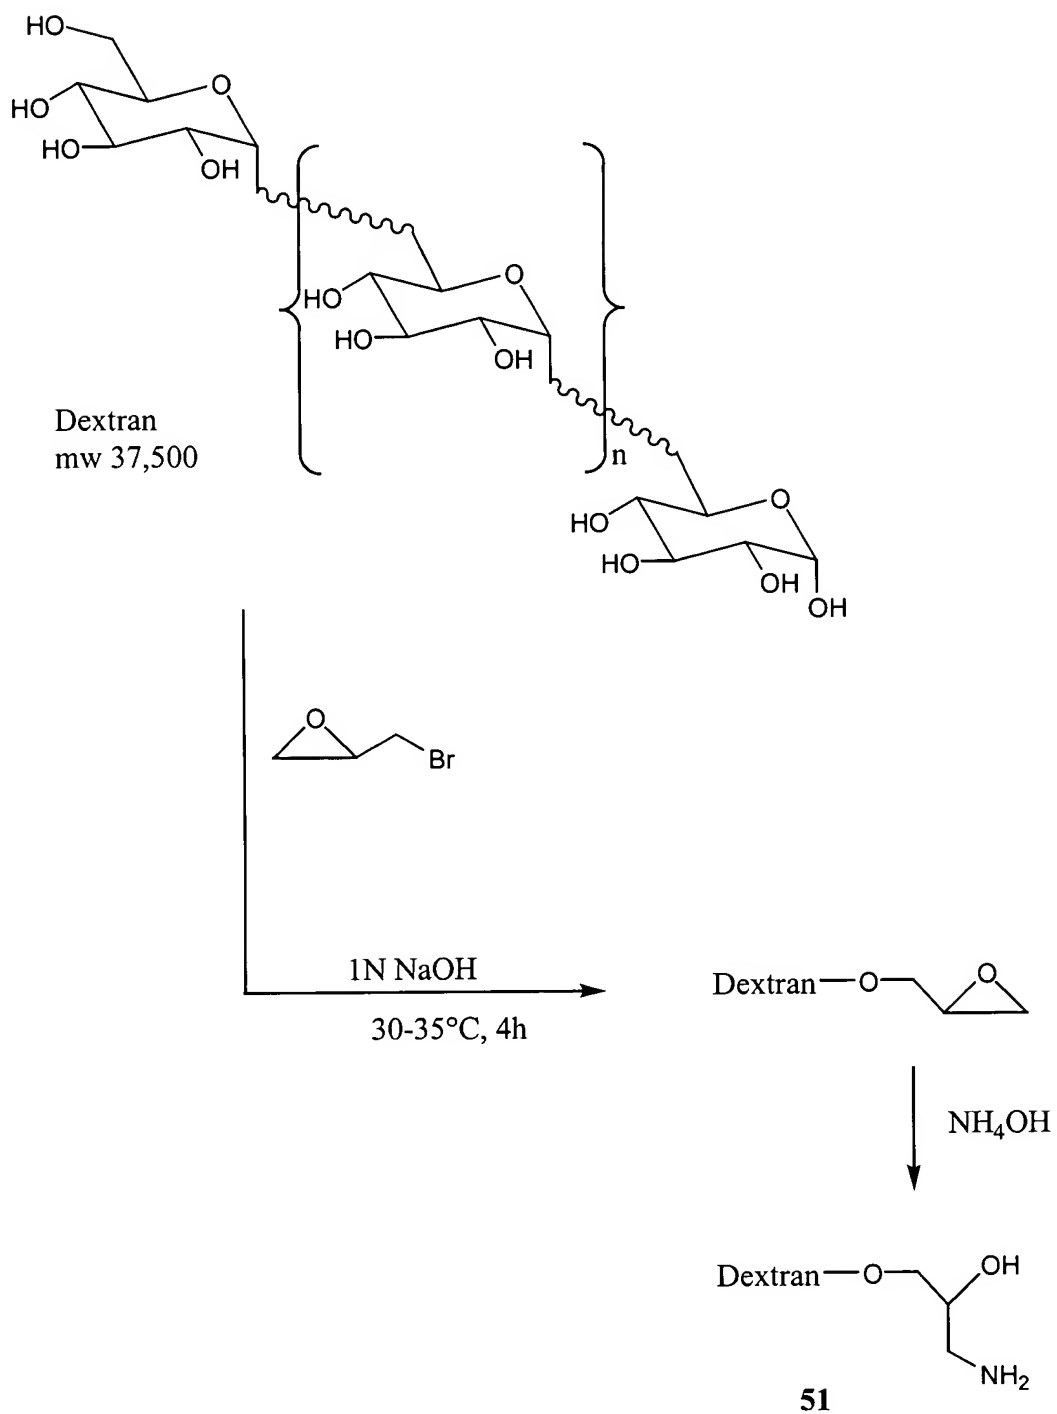 HO
O
HO
HO
OH
O
HO
HO
OH
Dextran
mw 37,500
n
O
HO
HO
OH
OH
O
Br
1N NaOH
30-35°C, 4h
Dextran—O
O
NH₄OH
Dextran—O
OH
NH₂
51